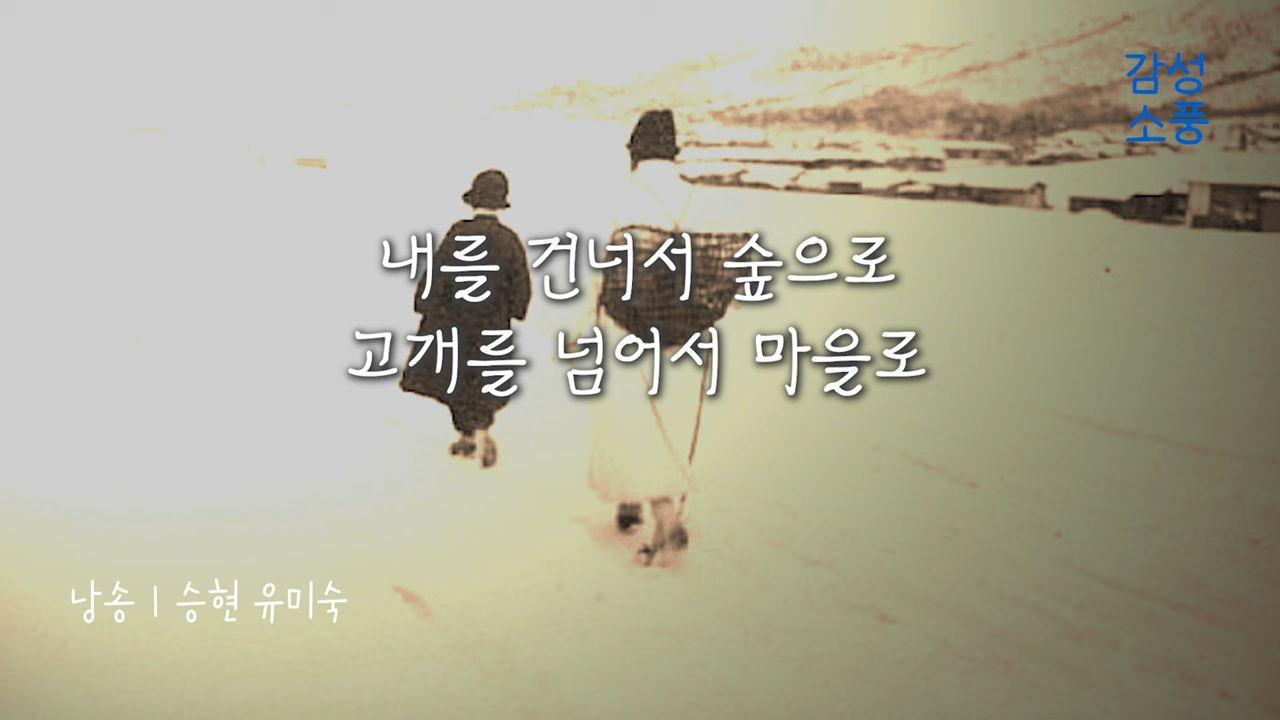 감성
소풍
내를 건너서 숲으로
고개를 넘어서 마을로
낭송 | 승현 유미숙